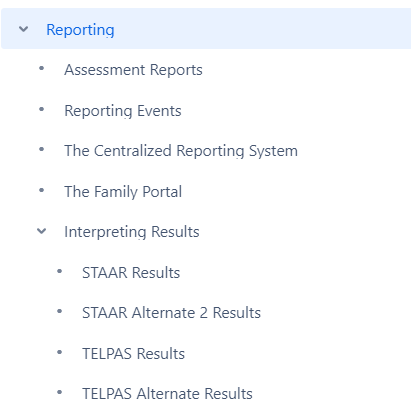 Reporting
Assessment Reports
Reporting Events
The Centralized Reporting System
The Family Portal
Interpreting Results
STAAR Results
STAAR Alternate 2 Results
TELPAS Results
TELPAS Alternate Results